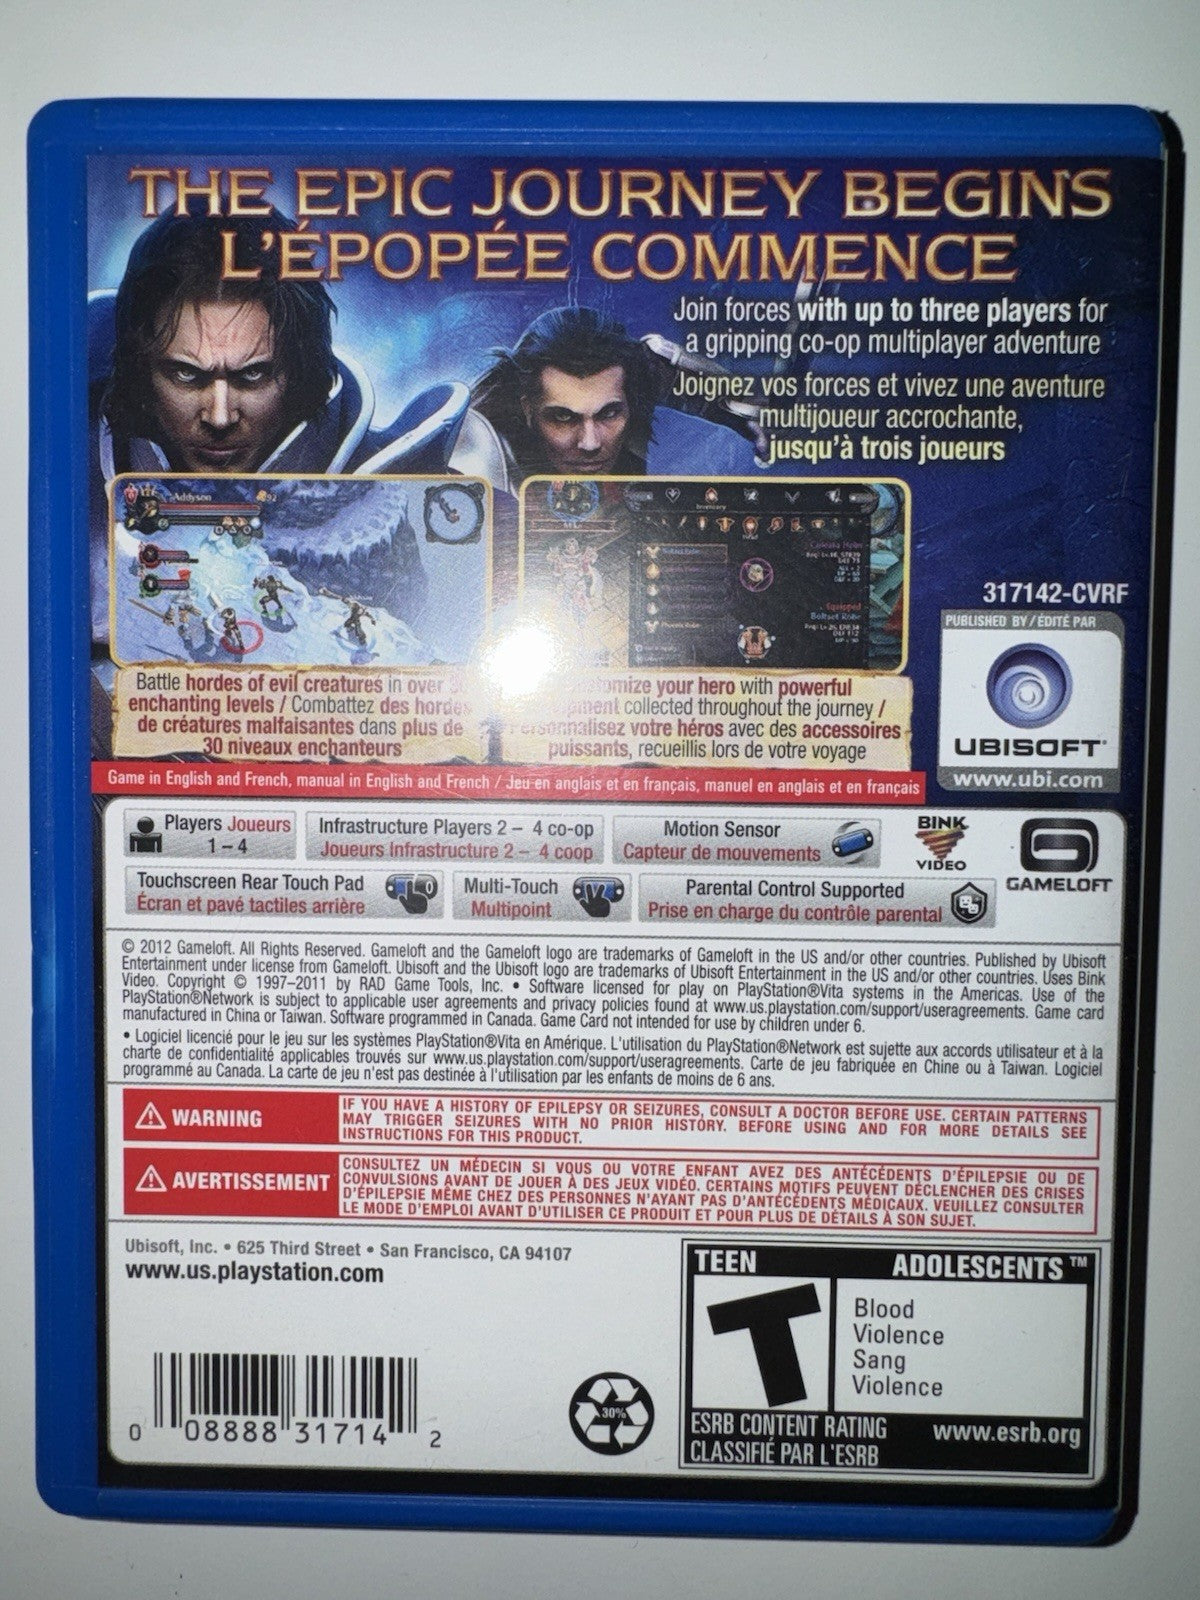 THE EPIC JOURNEY BEGINS
L'ÉPOPÉE COMMENCE
Join forces with up to three players for
a gripping co-op multiplayer adventure
Joignez vos forces et vivez une aventure
multijoueur accrochante,
jusqu'à trois joueurs
Addyson
92
Inventory
Equipped
Battle hordes of evil creatures in over
enchanting levels / Combattez des hordes
de créatures malfaisantes dans plus de
30 niveaux enchanteurs
your hero with powerful
collected throughout the journey /
Personnalisez votre héros avec des accessoires
puissants, recueillis lors de votre voyage
317142-CVRF
PUBLISHED BY / ÉDITÉ PAR
UBISOFT
www.ubi.com
Game in English and French, manual in English and French / Jeu en anglais et en français, manuel en anglais et en français
Players Joueurs
1 – 4
Infrastructure Players 2 – 4 co-op
Joueurs Infrastructure 2 – 4 coop
Motion Sensor
Capteur de mouvements
BINK
VIDEO
GAMELOFT
Touchscreen Rear Touch Pad
Écran et pavé tactiles arrière
Multi-Touch
Multipoint
Parental Control Supported
Prise en charge du contrôle parental
© 2012 Gameloft. All Rights Reserved. Gameloft and the Gameloft logo are trademarks of Gameloft in the US and/or other countries. Published by Ubisoft
Entertainment under license from Gameloft. Ubisoft and the Ubisoft logo are trademarks of Ubisoft Entertainment in the US and/or other countries. Uses Bink
Video. Copyright © 1997–2011 by RAD Game Tools, Inc. • Software licensed for play on PlayStation®Vita systems in the Americas. Use of the
PlayStation®Network is subject to applicable user agreements and privacy policies found at www.us.playstation.com/support/useragreements. Game card
manufactured in China or Taiwan. Software programmed in Canada. Game Card not intended for use by children under 6.
• Logiciel licencié pour le jeu sur les systèmes PlayStation®Vita en Amérique. L'utilisation du PlayStation®Network est sujette aux accords utilisateur et à la
charte de confidentialité applicables trouvés sur www.us.playstation.com/support/useragreements. Carte de jeu fabriquée en Chine ou à Taiwan. Logiciel
programmé au Canada. La carte de jeu n'est pas destinée à l'utilisation par les enfants de moins de 6 ans.
WARNING
IF YOU HAVE A HISTORY OF EPILEPSY OR SEIZURES, CONSULT A DOCTOR BEFORE USE. CERTAIN PATTERNS
MAY TRIGGER SEIZURES WITH NO PRIOR HISTORY. BEFORE USING AND FOR MORE DETAILS SEE
INSTRUCTIONS FOR THIS PRODUCT.
AVERTISSEMENT
CONSULTEZ UN MÉDECIN SI VOUS OU VOTRE ENFANT AVEZ DES ANTÉCÉDENTS D'ÉPILEPSIE OU DE
CONVULSIONS AVANT DE JOUER À DES JEUX VIDÉO. CERTAINS MOTIFS PEUVENT DÉCLENCHER DES CRISES
D'ÉPILEPSIE MÊME CHEZ DES PERSONNES N'AYANT PAS D'ANTÉCÉDENTS MÉDICAUX. VEUILLEZ CONSULTER
LE MODE D'EMPLOI AVANT D'UTILISER CE PRODUIT ET POUR PLUS DE DÉTAILS À SON SUJET.
Ubisoft, Inc. • 625 Third Street • San Francisco, CA 94107
www.us.playstation.com
0 08888 31714 2
30%
TEEN
ADOLESCENTS™
T
Blood
Violence
Sang
Violence
ESRB CONTENT RATING
www.esrb.org
CLASSIFIÉ PAR L'ESRB